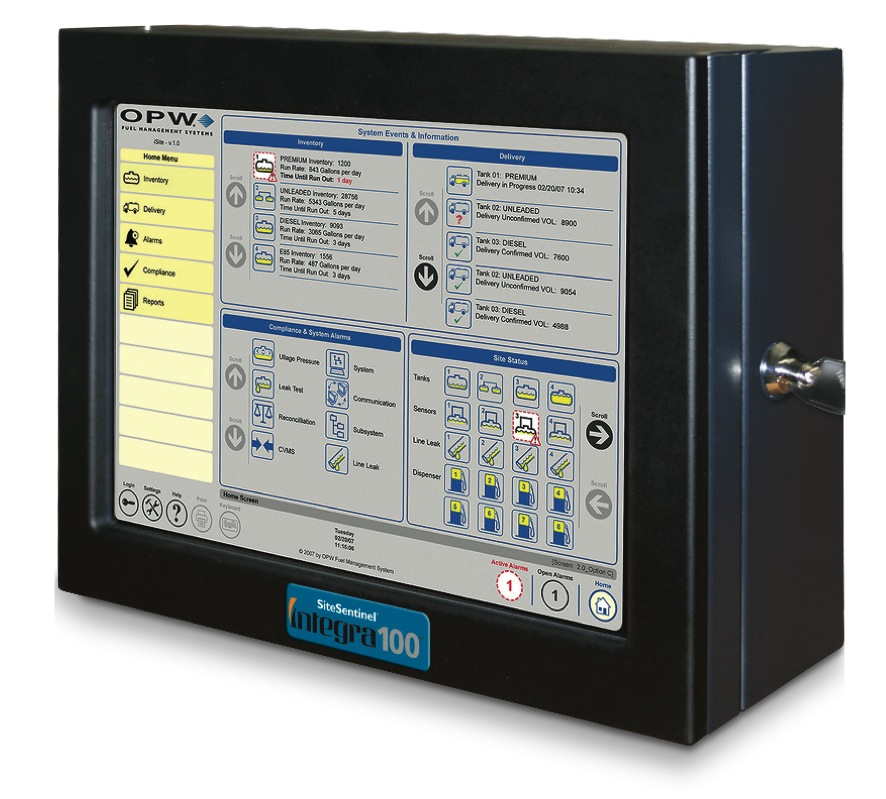 OPW
FUEL MANAGEMENT SYSTEMS
iSite - v.1.0
Home Menu
Inventory
Delivery
Alarms
Compliance
Reports
Login
Settings
Help
Print
Keyboard
System Events & Information
Inventory
Scroll
Scroll
PREMIUM Inventory: 1200
Run Rate: 843 Gallons per day
Time Until Run Out: 1 day
2
UNLEADED Inventory: 28756
Run Rate: 5343 Gallons per day
Time Until Run Out: 5 days
3
DIESEL Inventory: 9093
Run Rate: 3065 Gallons per day
Time Until Run Out: 3 days
4
E85 Inventory: 1556
Run Rate: 487 Gallons per day
Time Until Run Out: 3 days
Delivery
Scroll
Scroll
Tank 01: PREMIUM
Delivery in Progress 02/20/07 10:34
?
Tank 02: UNLEADED
Delivery Unconfirmed VOL: 8900
Tank 03: DIESEL
Delivery Confirmed VOL: 7600
Tank 02: UNLEADED
Delivery Unconfirmed VOL: 9054
Tank 03: DIESEL
Delivery Confirmed VOL: 4988
Compliance & System Alarms
Scroll
Scroll
Ullage Pressure
System
Leak Test
Communication
Reconciliation
Subsystem
CVMS
Line Leak
Site Status
Tanks
1 2 3 4
Sensors
1 2 3 4
Line Leak
1 2 3 4
Dispenser
1 2 3 4
5 6 7 8
Scroll
Scroll
Home Screen
[Screen: 2.0_Option C]
Tuesday
02/20/07
11:15:06
© 2007 by OPW Fuel Management System
Active Alarms
1
Open Alarms
1
Home
SiteSentinel
Integra100